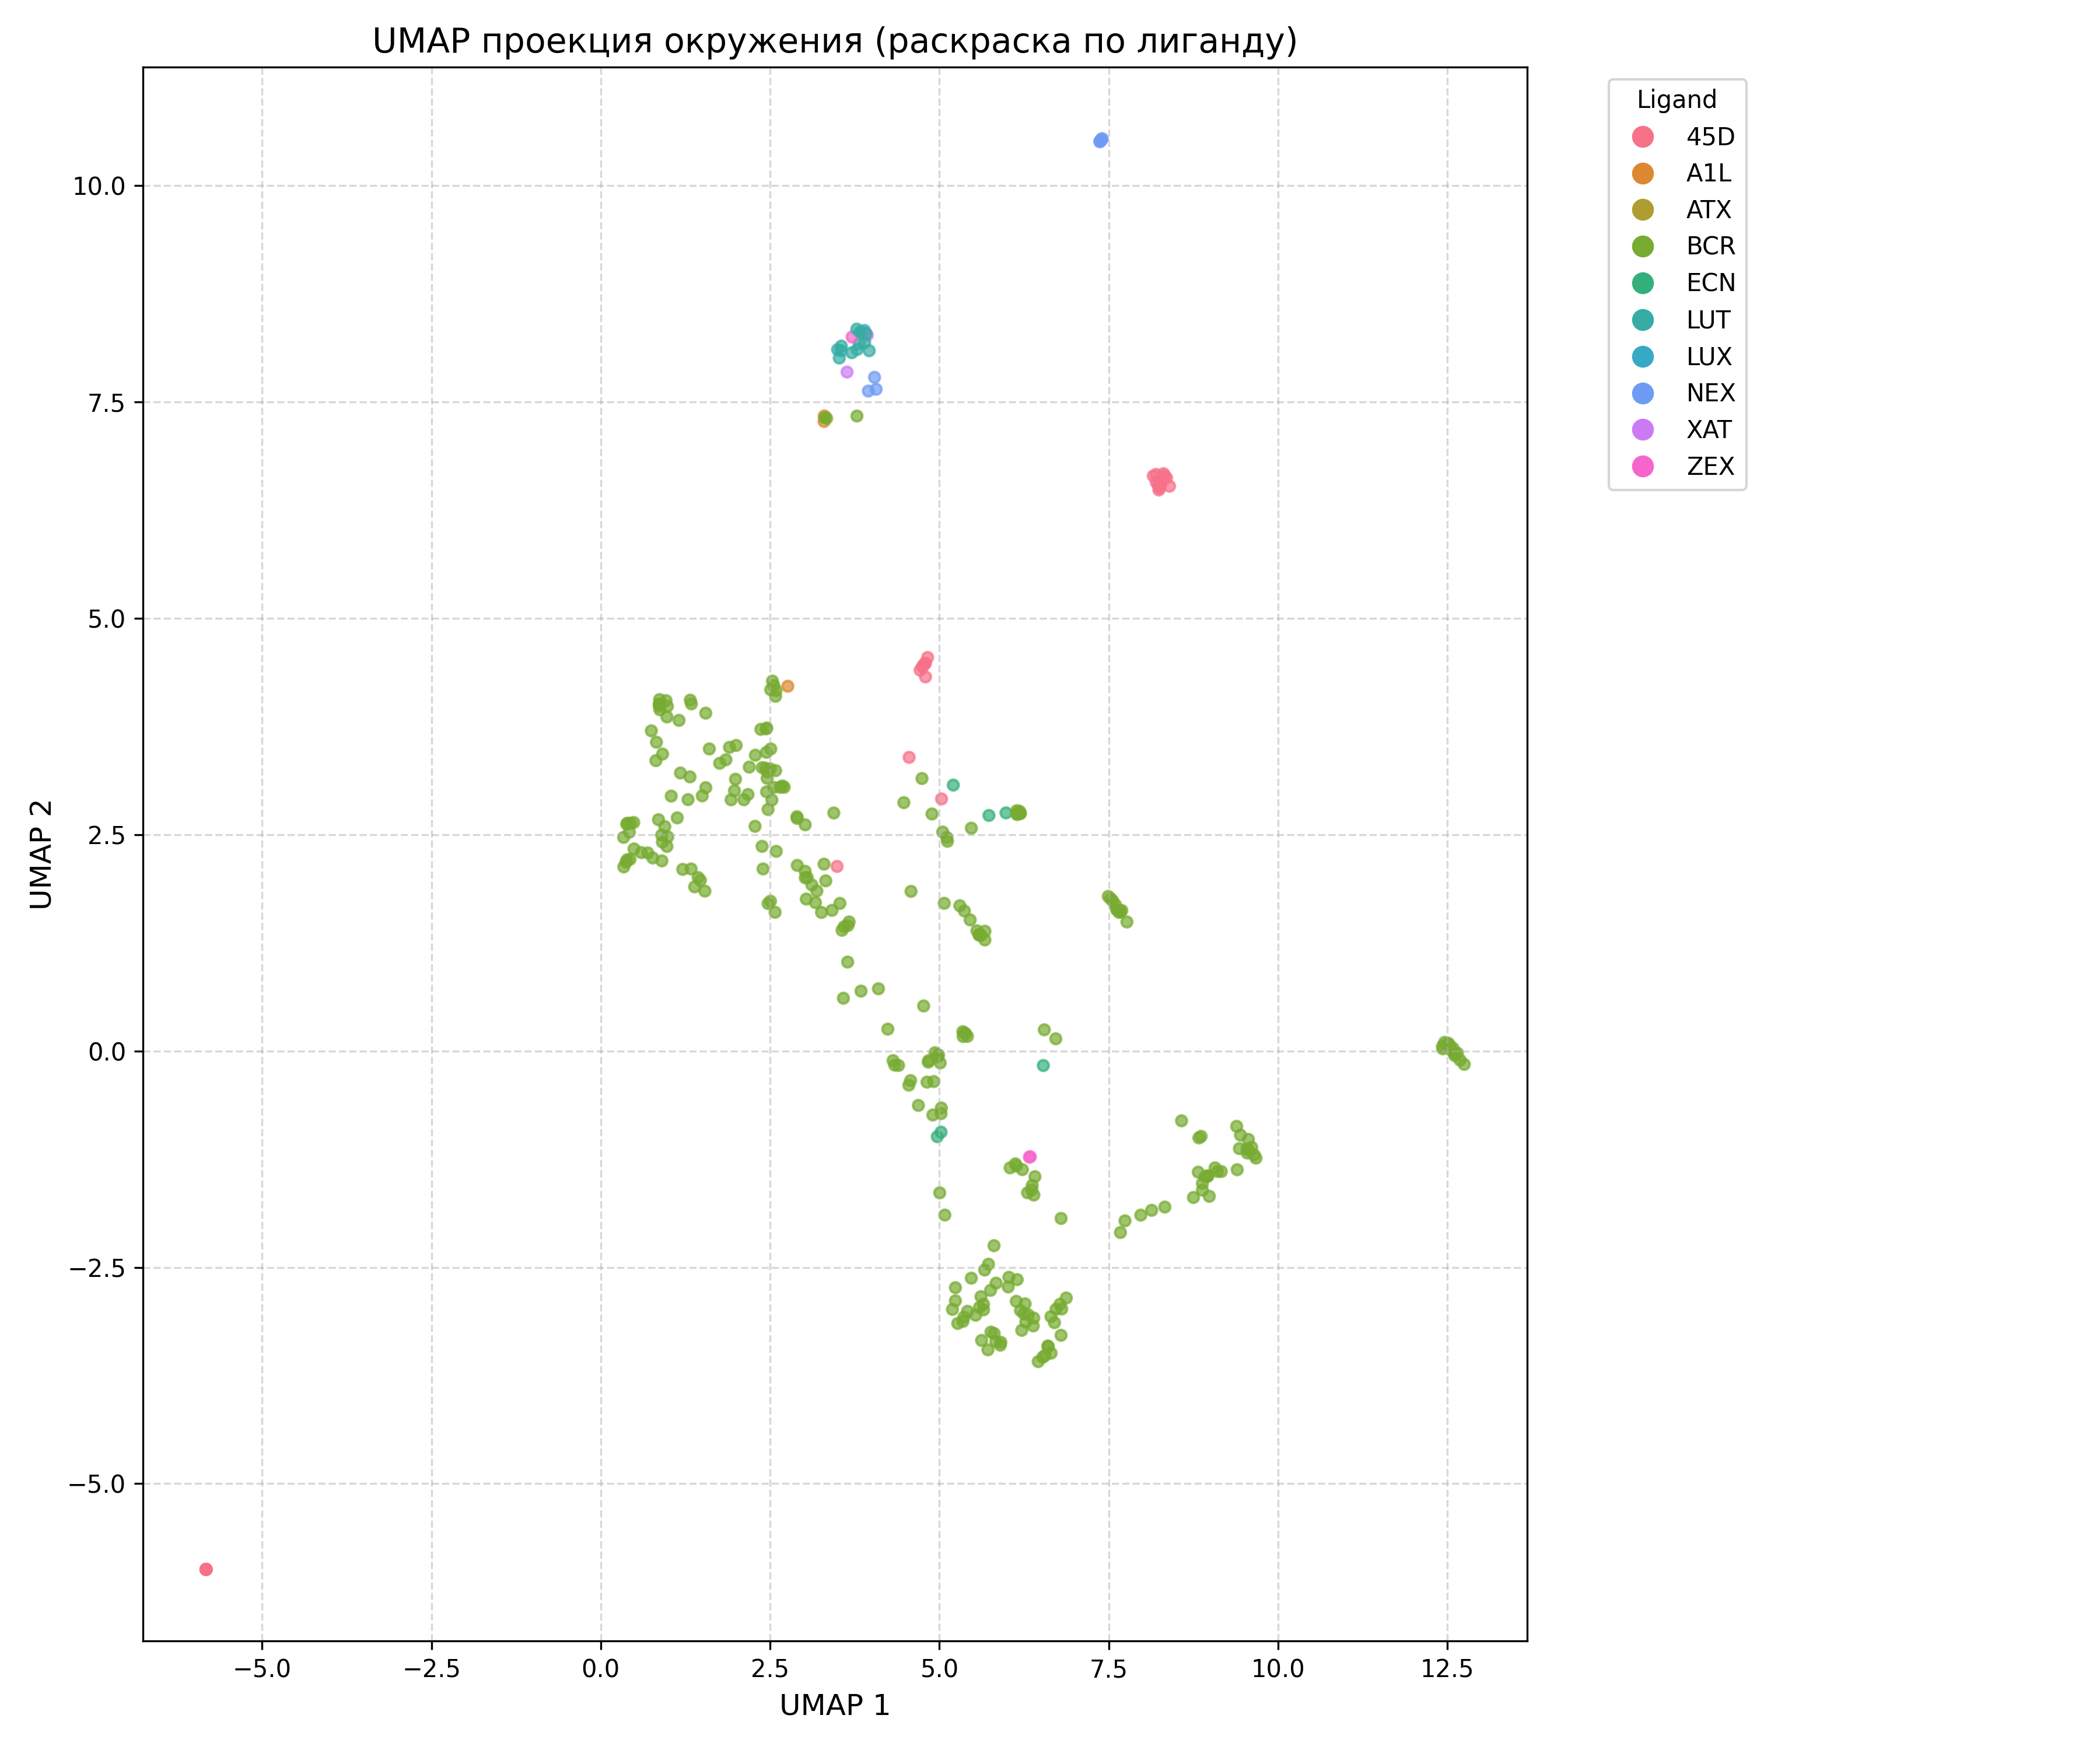 UMAP проекция окружения (раскраска по лиганду)
Ligand
45D
A1L
ATX
BCR
ECN
LUT
LUX
NEX
XAT
ZEX
10.0
7.5
5.0
2.5
0.0
−2.5
−5.0
UMAP 2
−5.0 −2.5 0.0 2.5 5.0 7.5 10.0 12.5
UMAP 1